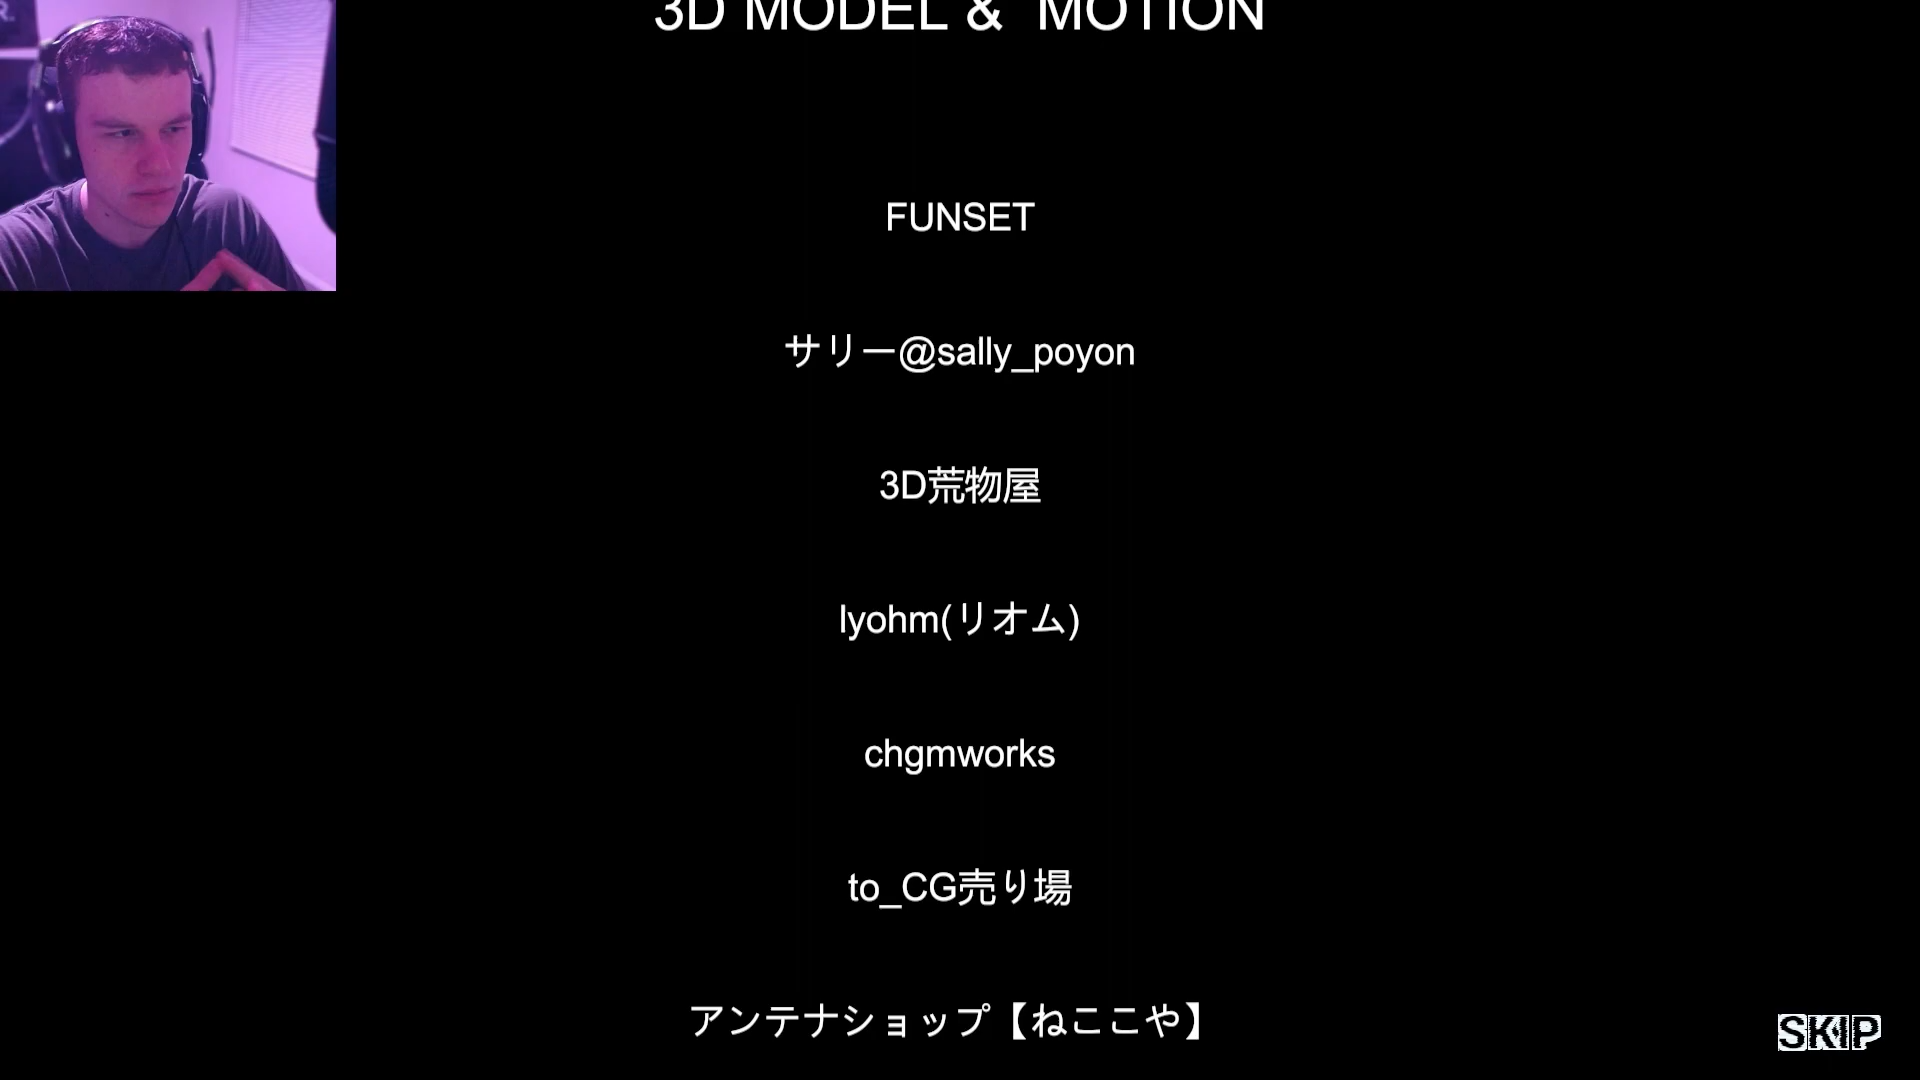 3D MODEL & MOTION
FUNSET
サリー@sally_poyon
3D荒物屋
lyohm(リオム)
chgmworks
to_CG売り場
アンテナショップ【ねここや】
SKIP